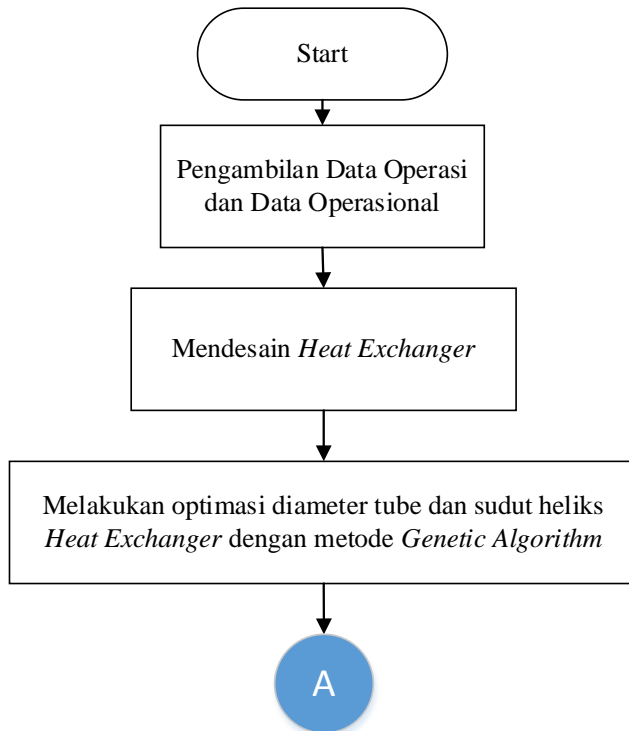 Start
Pengambilan Data Operasi
dan Data Operasional
Mendesain Heat Exchanger
Melakukan optimasi diameter tube dan sudut heliks
Heat Exchanger dengan metode Genetic Algorithm
A